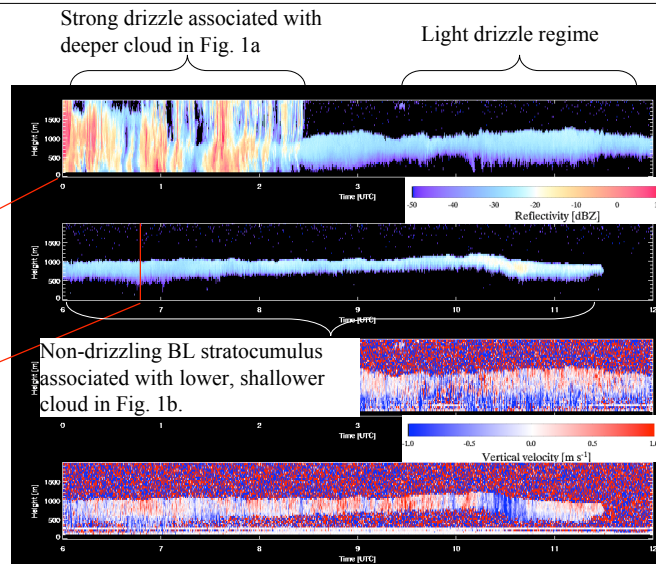 Strong drizzle associated with
deeper cloud in Fig. 1a
Light drizzle regime
Height [m]
1500
1000
500
0
0 1 2 3
Time [UTC]
12
-50 -40 -30 -20 -10 0
Reflectivity [dBZ]
Height [m]
1500
1000
500
0
6 7 8 9 10 11 12
Time [UTC]
Non-drizzling BL stratocumulus
associated with lower, shallower
cloud in Fig. 1b.
3
Time [UTC]
12
-1.0 -0.5 0.0 0.5 1.0
Vertical velocity [m s⁻¹]
Height [m]
1500
1000
500
0
6 7 8 9 10 11 12
Time [UTC]